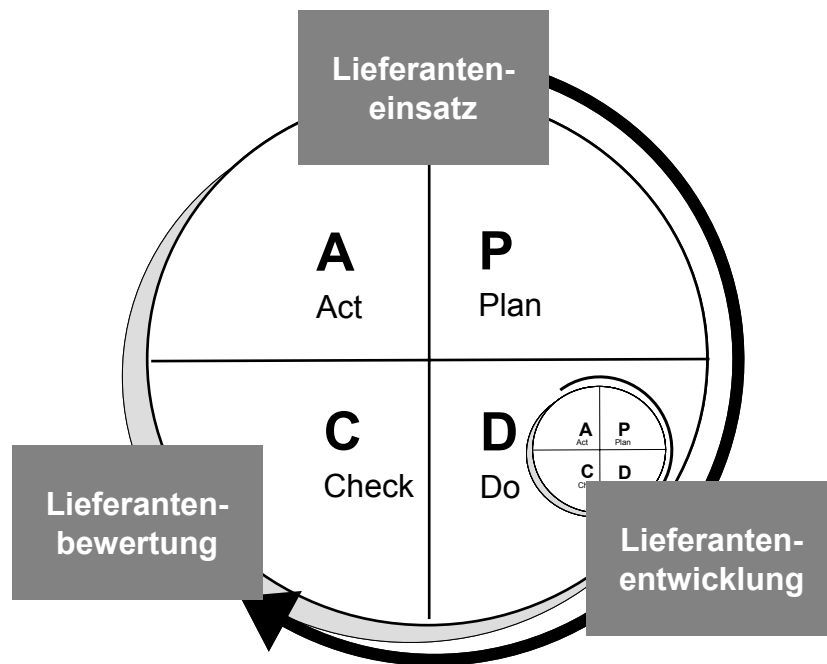 Lieferanten-
einsatz
A
Act
P
Plan
C
Check
D
Do
A
Act
P
Plan
C
D
Lieferanten-
bewertung
Lieferanten-
entwicklung